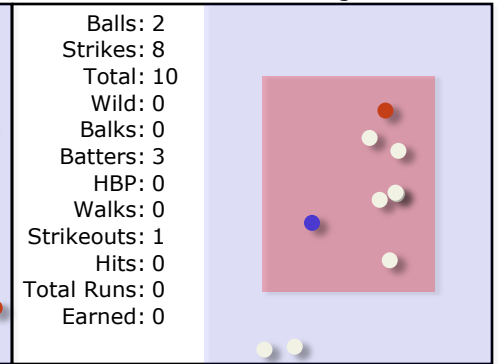 Balls: 2
Strikes: 8
Total: 10
Wild: 0
Balks: 0
Batters: 3
HBP: 0
Walks: 0
Strikeouts: 1
Hits: 0
Total Runs: 0
Earned: 0